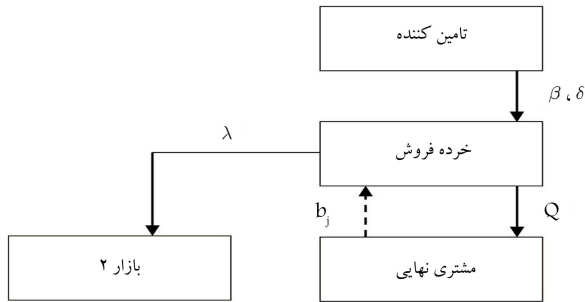 تامین کننده
β ، δ
خرده فروش
λ
b_j
Q
مشتری نهایی
بازار ۲